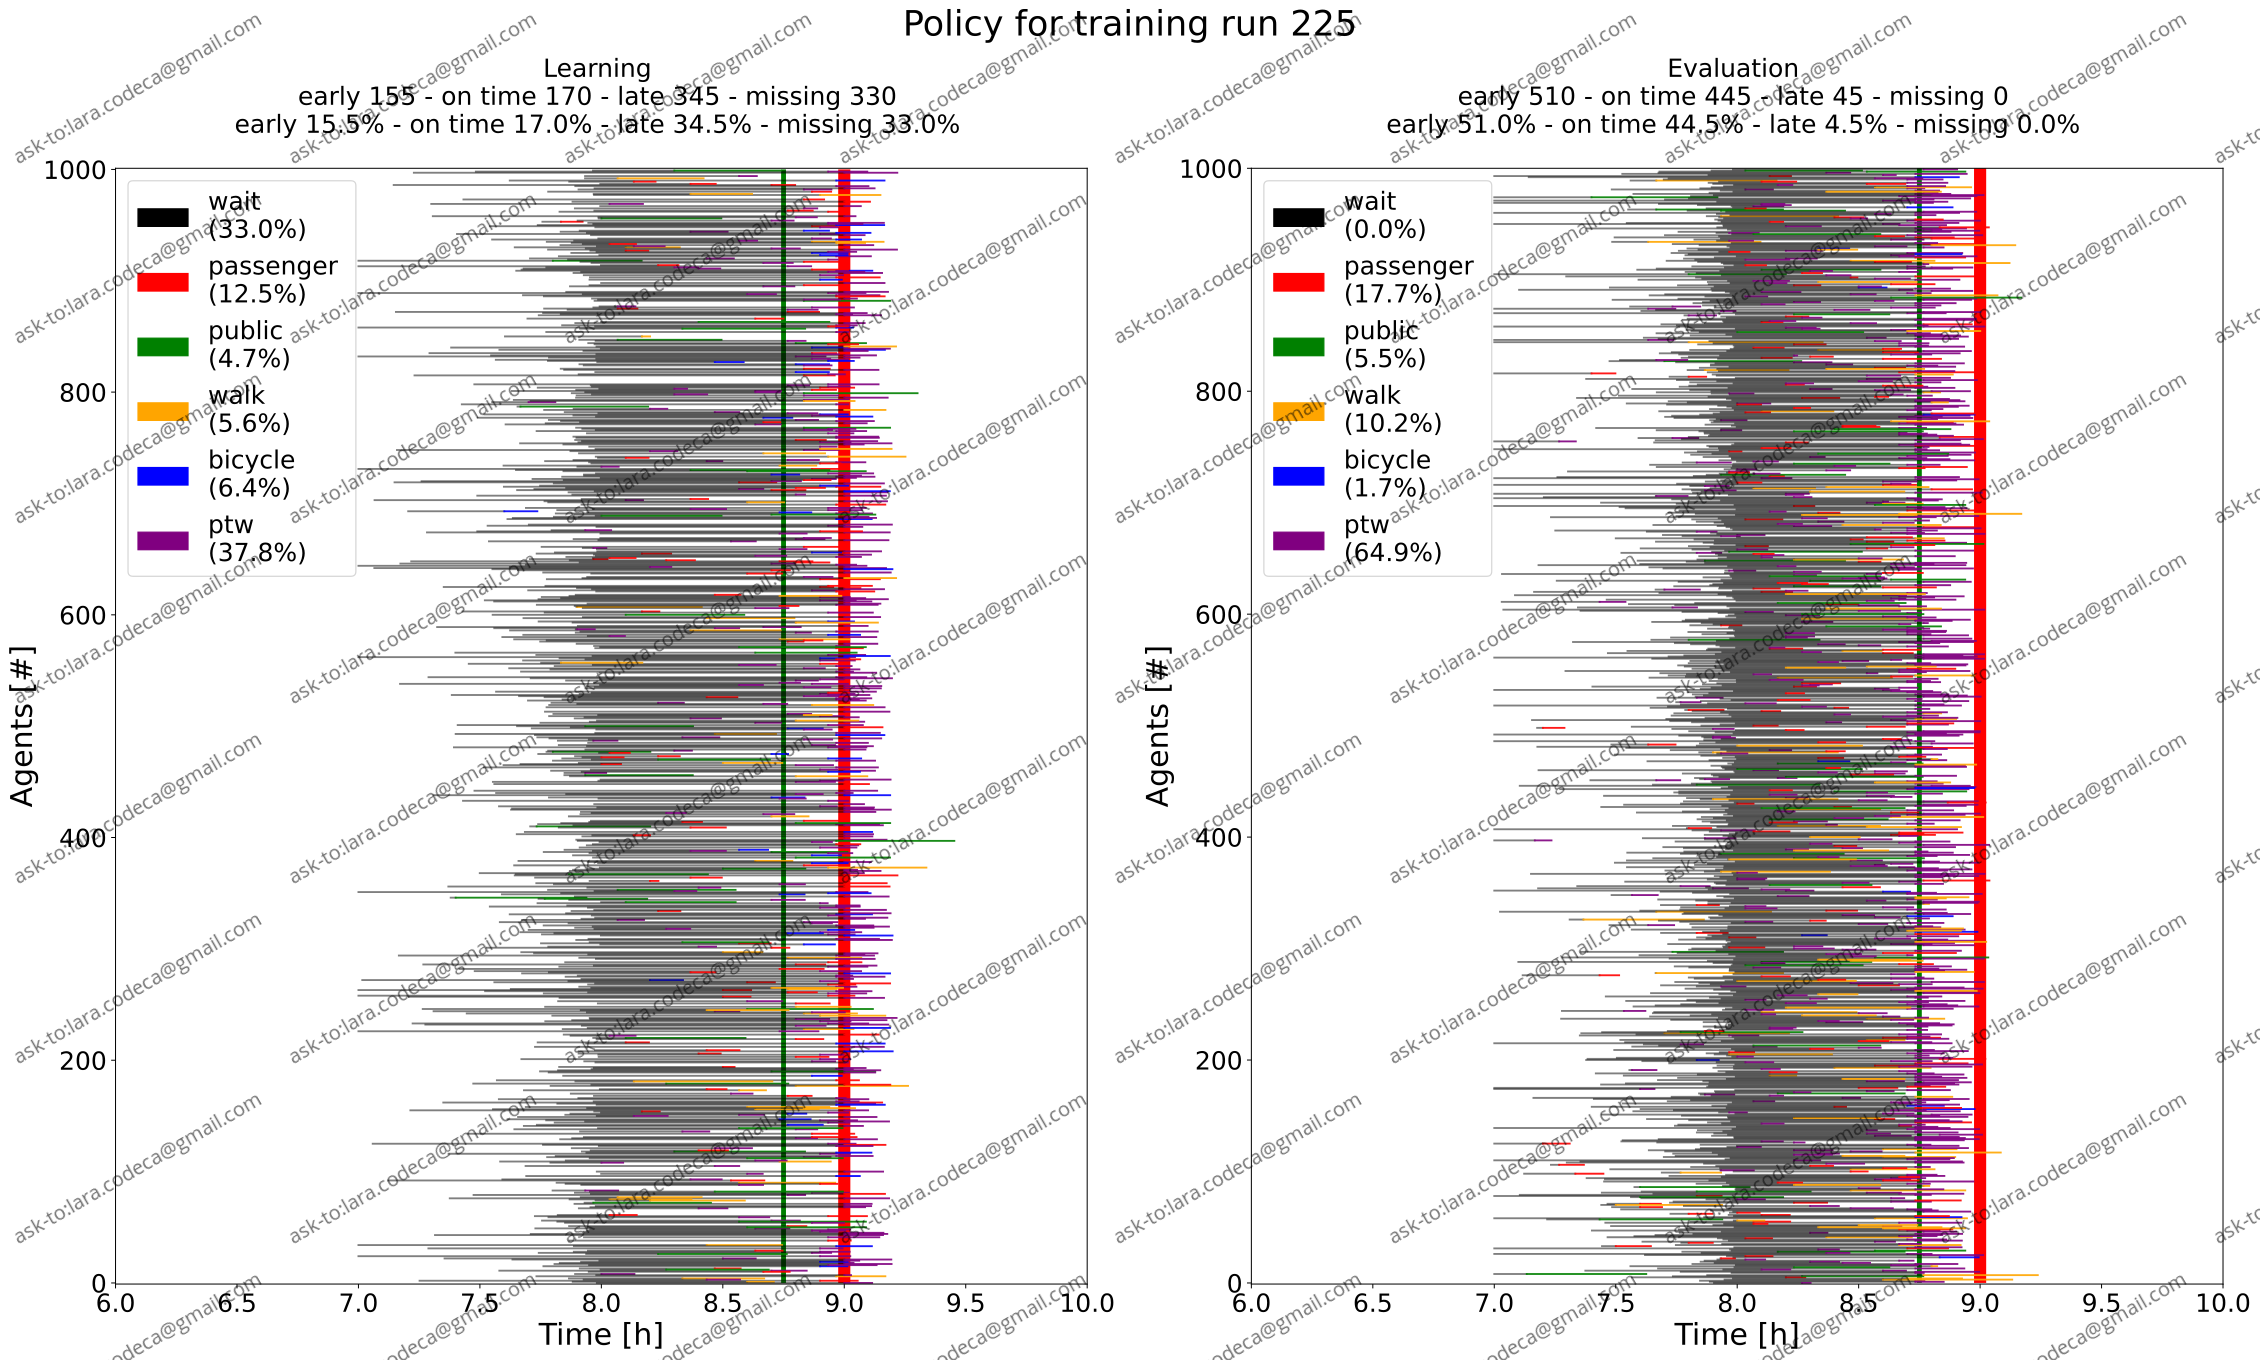 Policy for training run 225
Learning
early 155 - on time 170 - late 345 - missing 330
early 15.5% - on time 17.0% - late 34.5% - missing 33.0%
Evaluation
early 510 - on time 445 - late 45 - missing 0
early 51.0% - on time 44.5% - late 4.5% - missing 0.0%
wait
(33.0%)
passenger
(12.5%)
public
(4.7%)
walk
(5.6%)
bicycle
(6.4%)
ptw
(37.8%)
Agents [#]
1000
800
600
400
200
0
6.0 6.5 7.0 7.5 8.0 8.5 9.0 9.5 10.0
Time [h]
wait
(0.0%)
passenger
(17.7%)
public
(5.5%)
walk
(10.2%)
bicycle
(1.7%)
ptw
(64.9%)
Agents [#]
1000
800
600
400
200
0
6.0 6.5 7.0 7.5 8.0 8.5 9.0 9.5 10.0
Time [h]
ask-to:lara.codeca@gmail.com